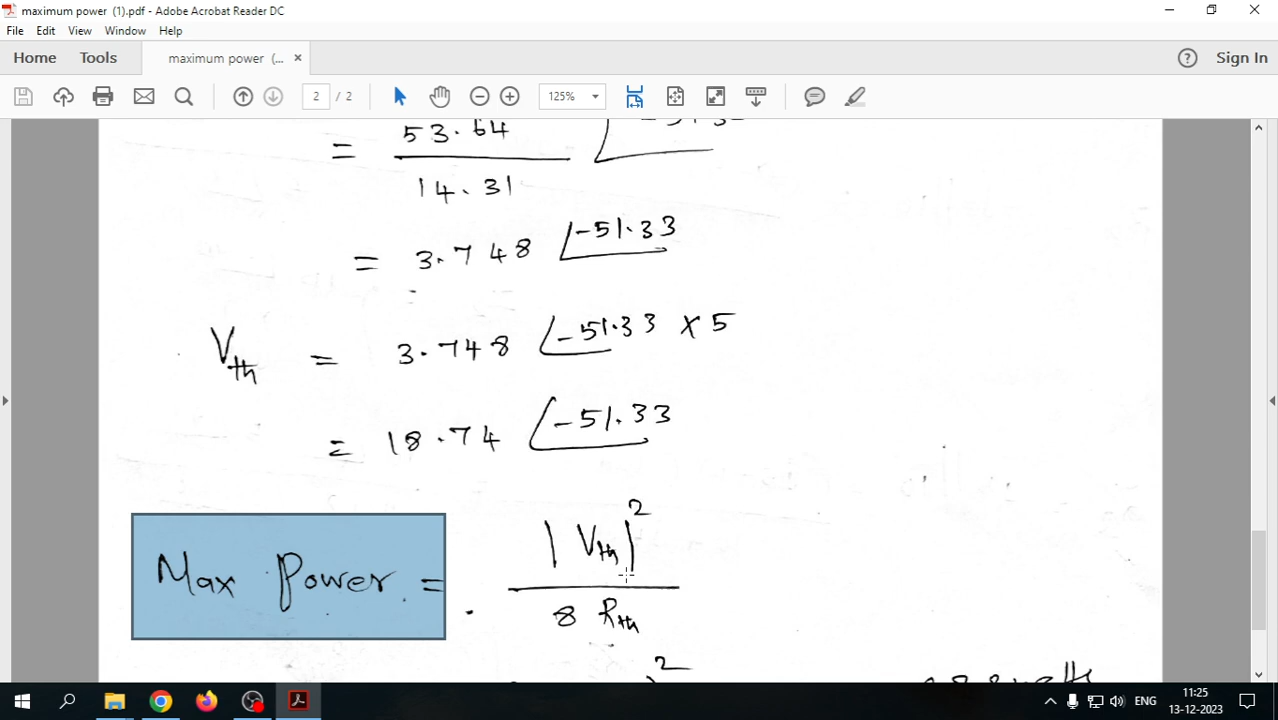 maximum power (1).pdf - Adobe Acrobat Reader DC
File Edit View Window Help
Home Tools maximum power (... × Sign In
2 / 2 125%
= 53.64
14.31
= 3.748 ∠-51.33
Vth = 3.748 ∠-51.33 × 5
= 18.74 ∠-51.33
Max Power = |Vth|²
8 Rth
2
ENG 11:25
13-12-2023